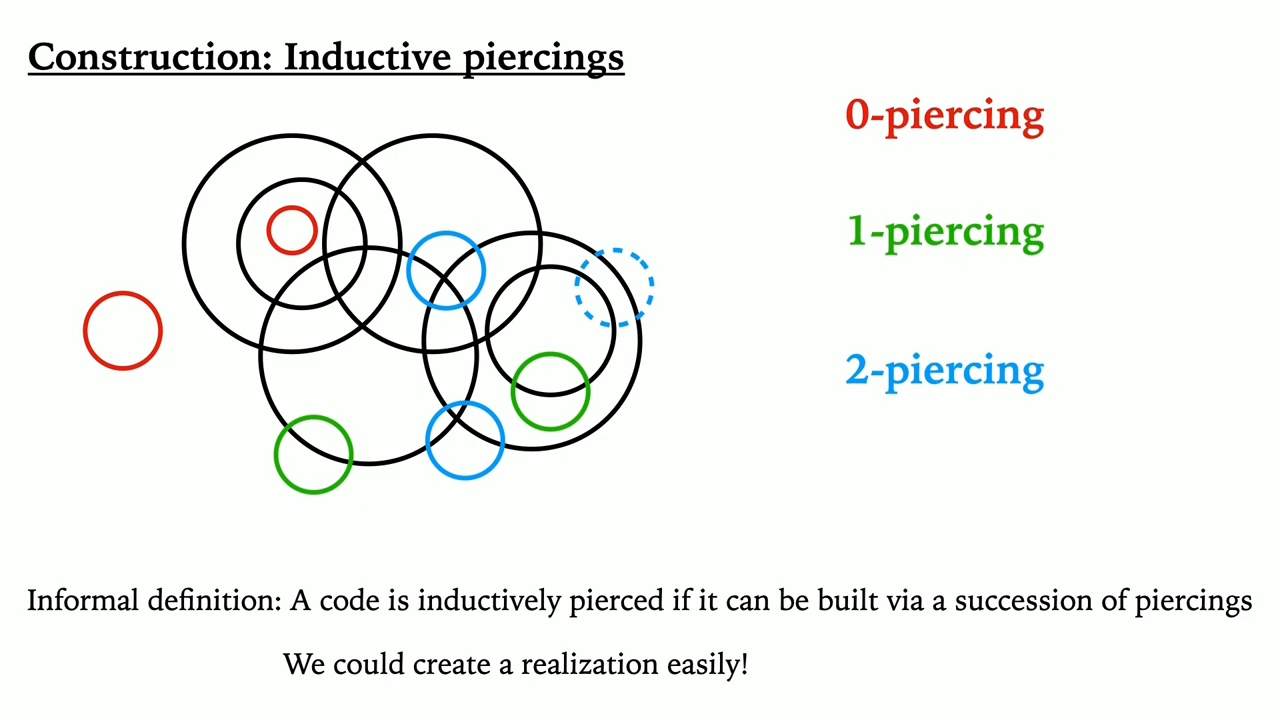 Construction: Inductive piercings
0-piercing
1-piercing
2-piercing
Informal definition: A code is inductively pierced if it can be built via a succession of piercings
We could create a realization easily!